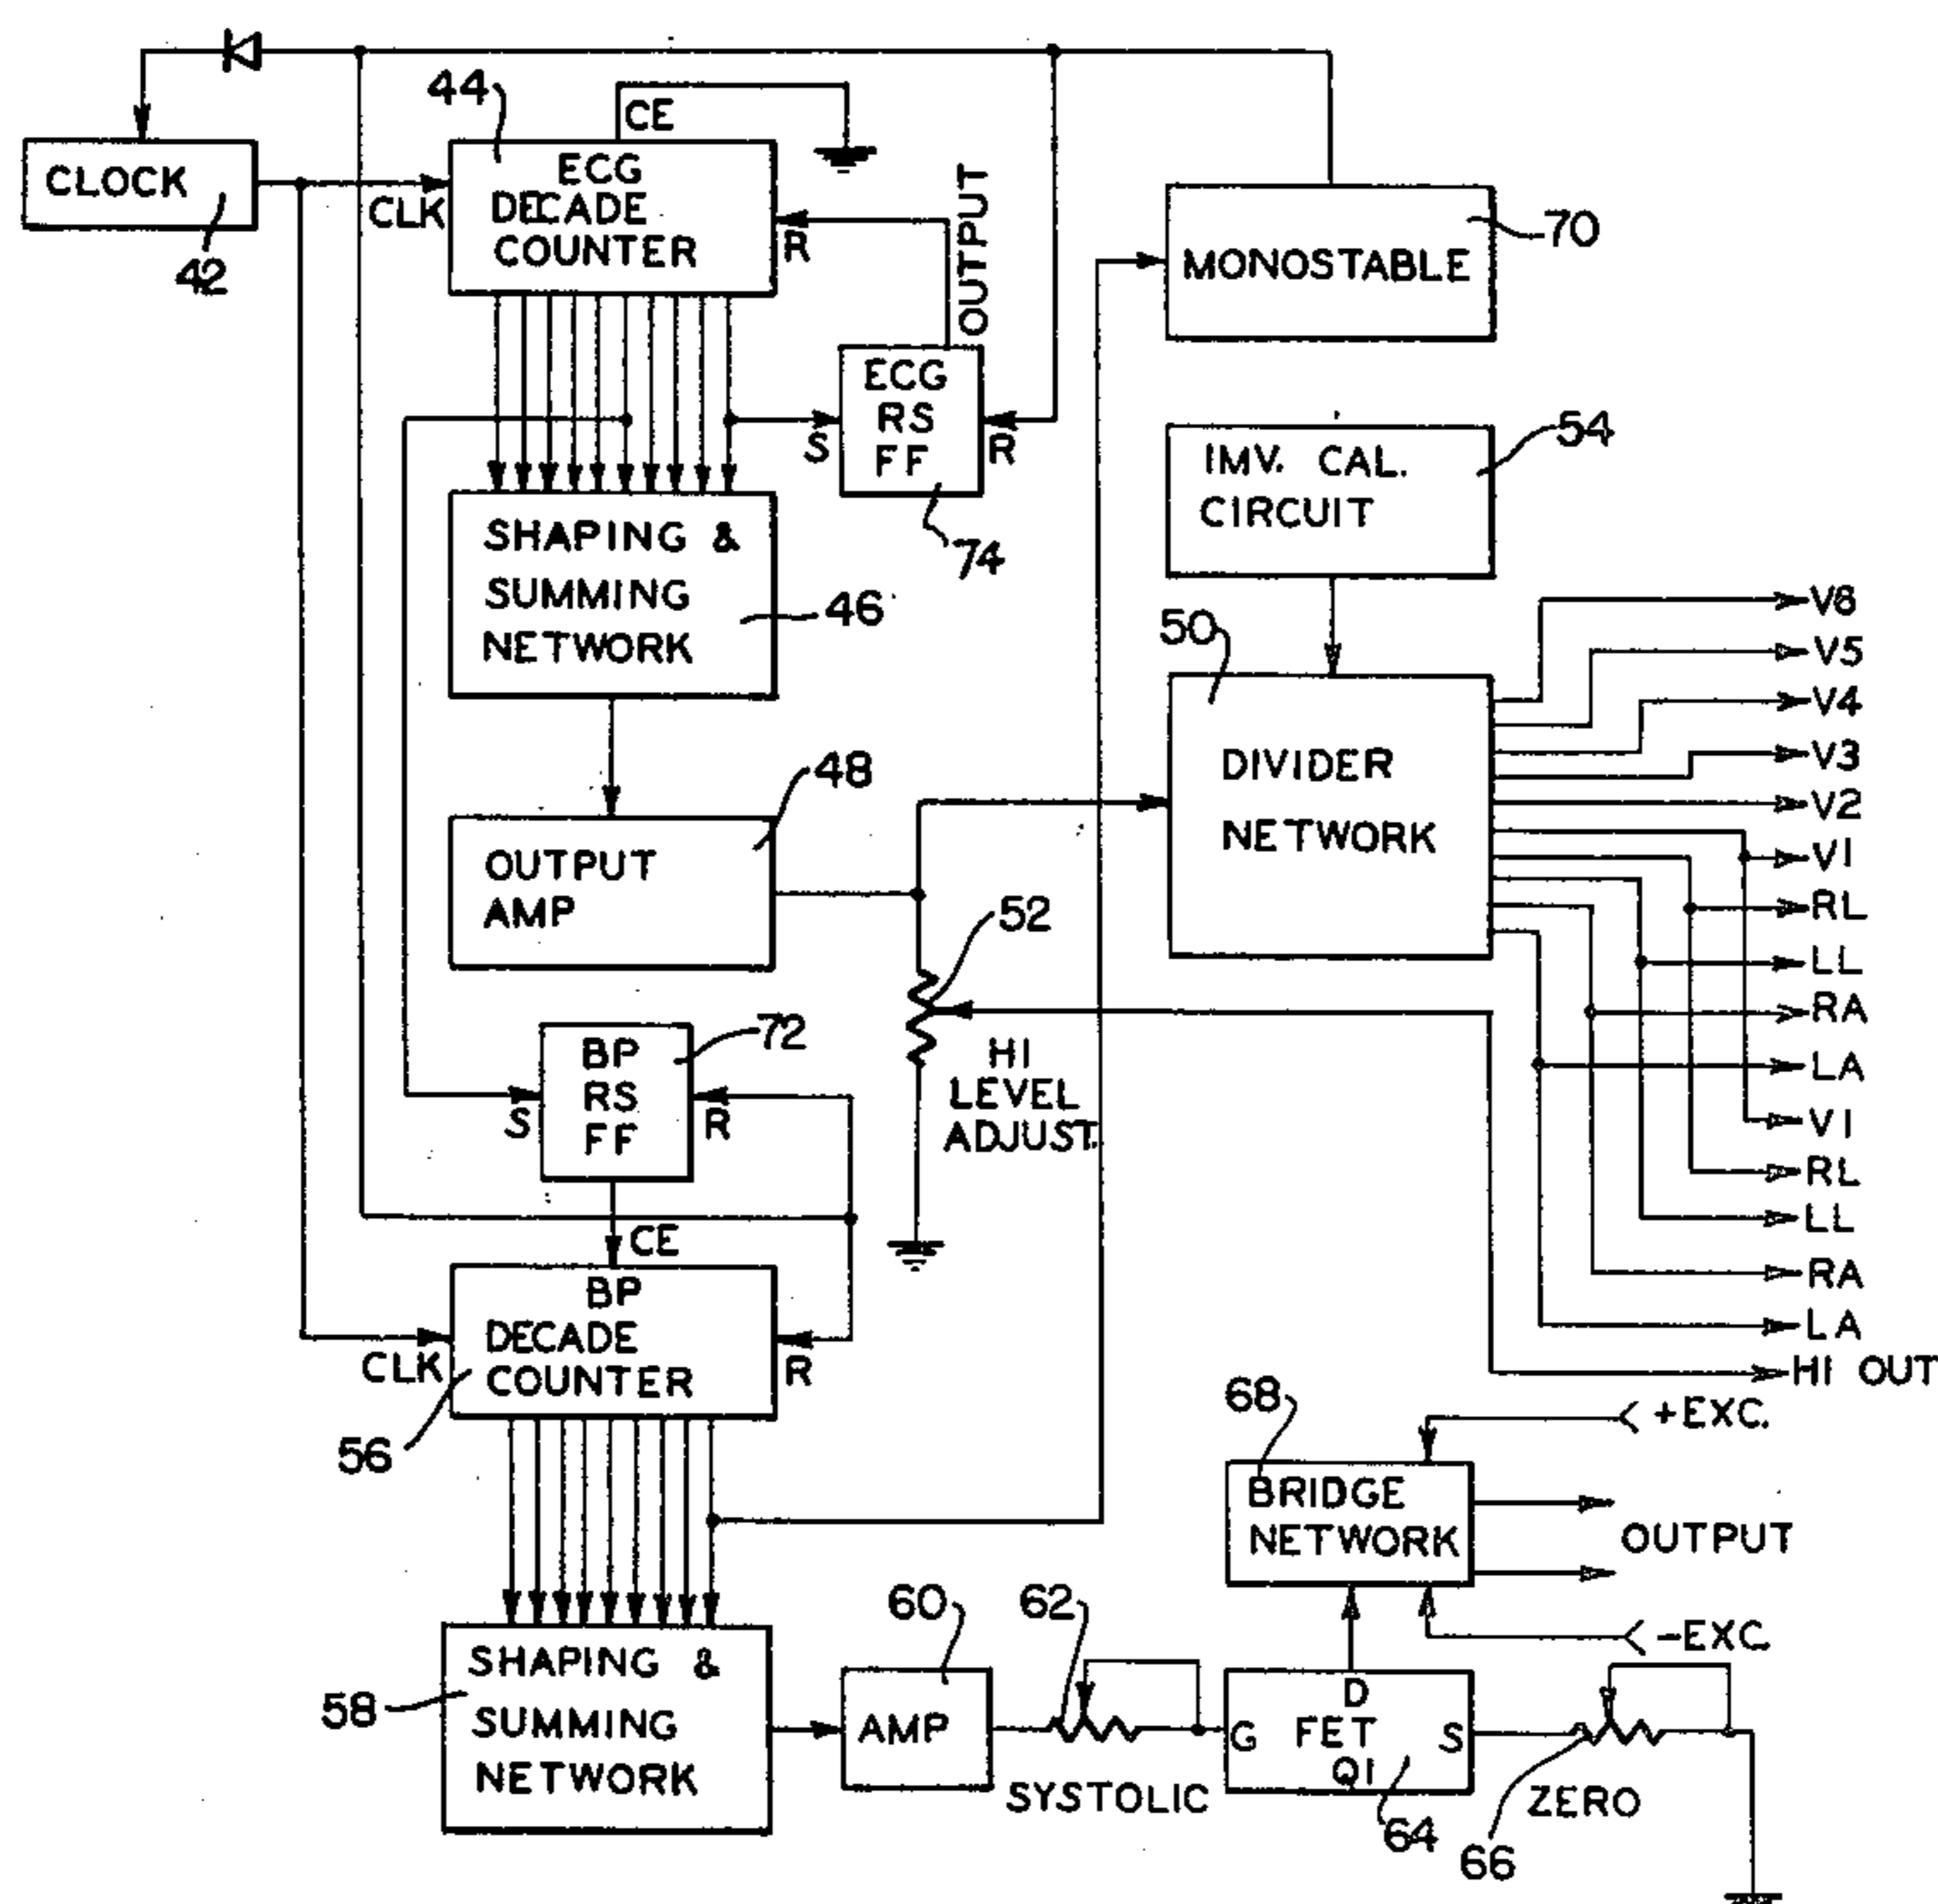 44
CE
CLOCK
42
CLK
ECG
DECADE
COUNTER
R
OUTPUT
MONOSTABLE
70
S
ECG
RS
FF
R
74
IMV. CAL.
CIRCUIT
54
SHAPING &
SUMMING
NETWORK
46
50
DIVIDER
NETWORK
V8
V5
V4
V3
V2
V1
RL
LL
RA
LA
V1
RL
LL
RA
LA
HI OUT
OUTPUT
AMP
48
52
HI
LEVEL
ADJUST.
BP
RS
FF
72
S
R
CE
CLK
BP
DECADE
COUNTER
R
56
68
+EXC.
BRIDGE
NETWORK
OUTPUT
-EXC.
SHAPING &
SUMMING
NETWORK
58
60
AMP
62
SYSTOLIC
G
D
FET
Q1
S
64
ZERO
66